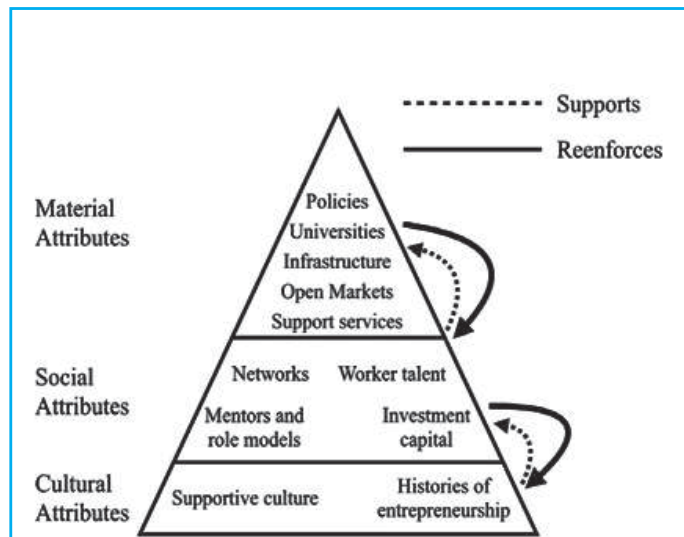 Supports
Reenforces
Material
Attributes
Policies
Universities
Infrastructure
Open Markets
Support services
Social
Attributes
Networks
Worker talent
Mentors and
role models
Investment
capital
Cultural
Attributes
Supportive culture
Histories of
entrepreneurship